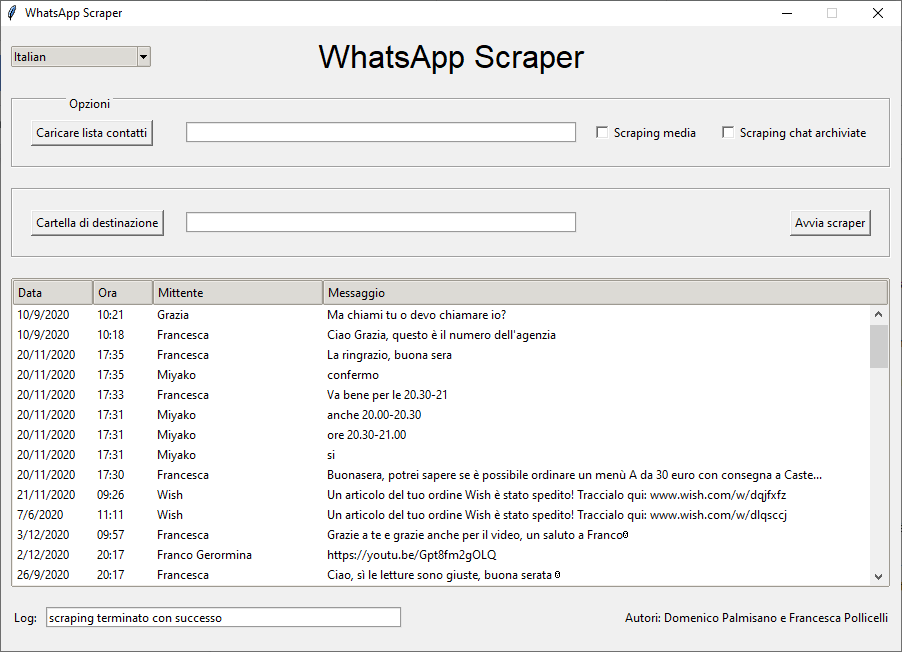 WhatsApp Scraper
Italian WhatsApp Scraper
Opzioni
Caricare lista contatti Scraping media Scraping chat archiviate
Cartella di destinazione Avvia scraper
Data Ora Mittente Messaggio
10/9/2020 10:21 Grazia Ma chiami tu o devo chiamare io?
10/9/2020 10:18 Francesca Ciao Grazia, questo è il numero dell'agenzia
20/11/2020 17:35 Francesca La ringrazio, buona sera
20/11/2020 17:35 Miyako confermo
20/11/2020 17:33 Francesca Va bene per le 20.30-21
20/11/2020 17:31 Miyako anche 20.00-20.30
20/11/2020 17:31 Miyako ore 20.30-21.00
20/11/2020 17:31 Miyako si
20/11/2020 17:30 Francesca Buonasera, potrei sapere se è possibile ordinare un menù A da 30 euro con consegna a Caste...
21/11/2020 09:26 Wish Un articolo del tuo ordine Wish è stato spedito! Traccialo qui: www.wish.com/w/dqjfxfz
7/6/2020 11:11 Wish Un articolo del tuo ordine Wish è stato spedito! Traccialo qui: www.wish.com/w/dlqsccj
3/12/2020 09:57 Francesca Grazie a te e grazie anche per il video, un saluto a Franco
2/12/2020 20:17 Franco Gerormina https://youtu.be/Gpt8fm2gOLQ
26/9/2020 20:17 Francesca Ciao, sì le letture sono giuste, buona serata
Log: scraping terminato con successo Autori: Domenico Palmisano e Francesca Pollicelli